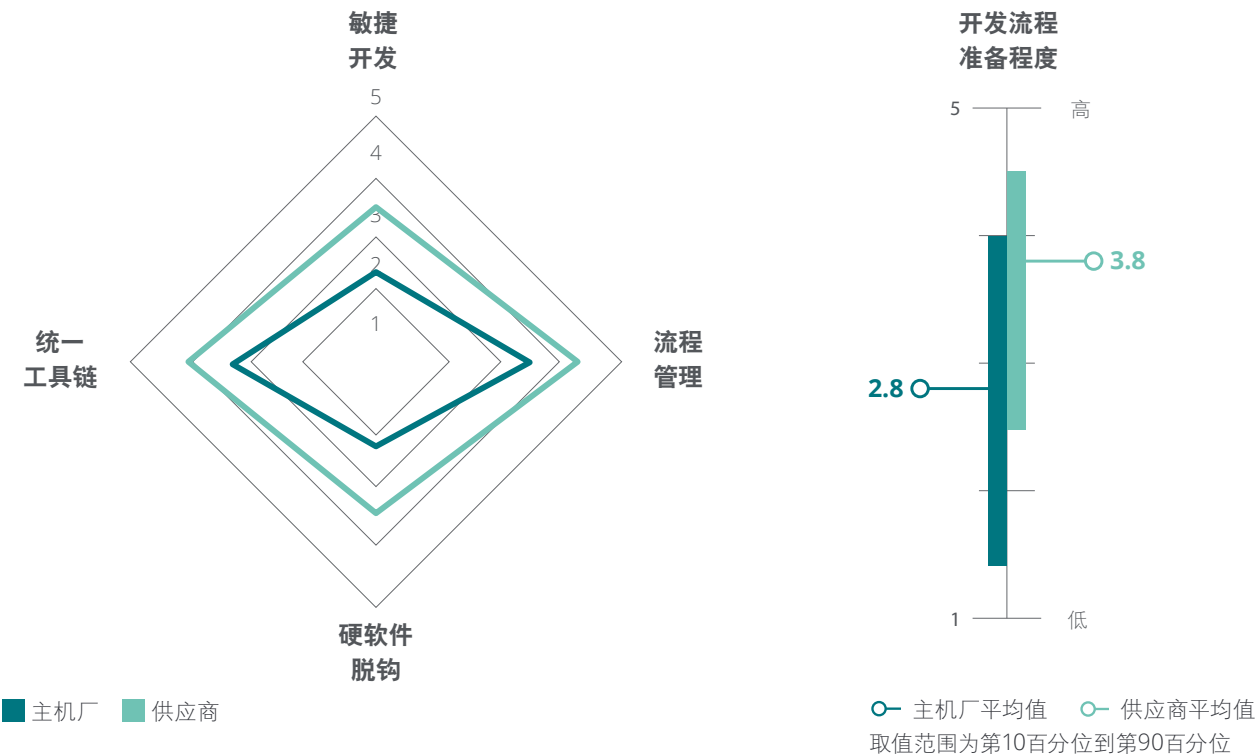 敏捷
开发
5
4
3
2
1
统一
工具链
流程
管理
硬软件
脱钩
主机厂
供应商
开发流程
准备程度
5
高
3.8
2.8
1
低
主机厂平均值
供应商平均值
取值范围为第10百分位到第90百分位